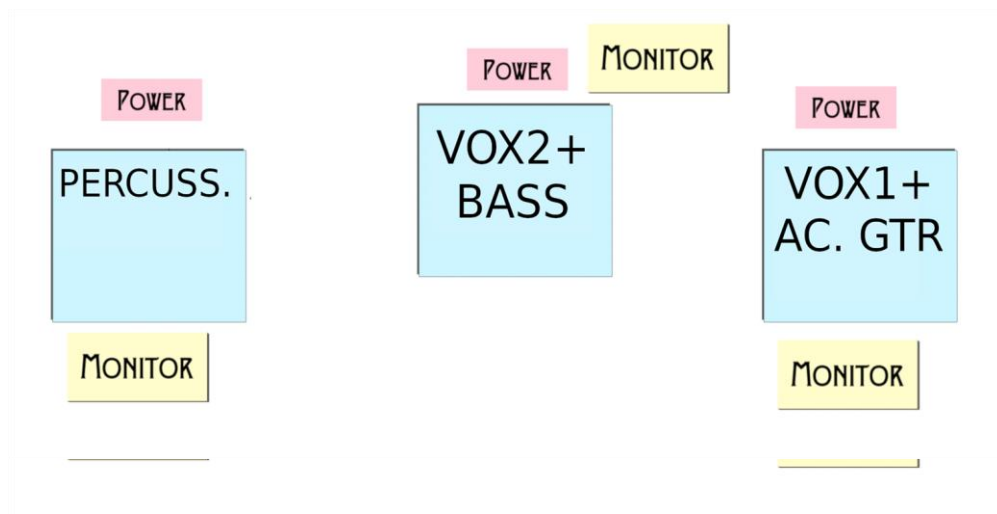 POWER
PERCUSS.
MONITOR
POWER
MONITOR
VOX2+
BASS
POWER
VOX1+
AC. GTR
MONITOR